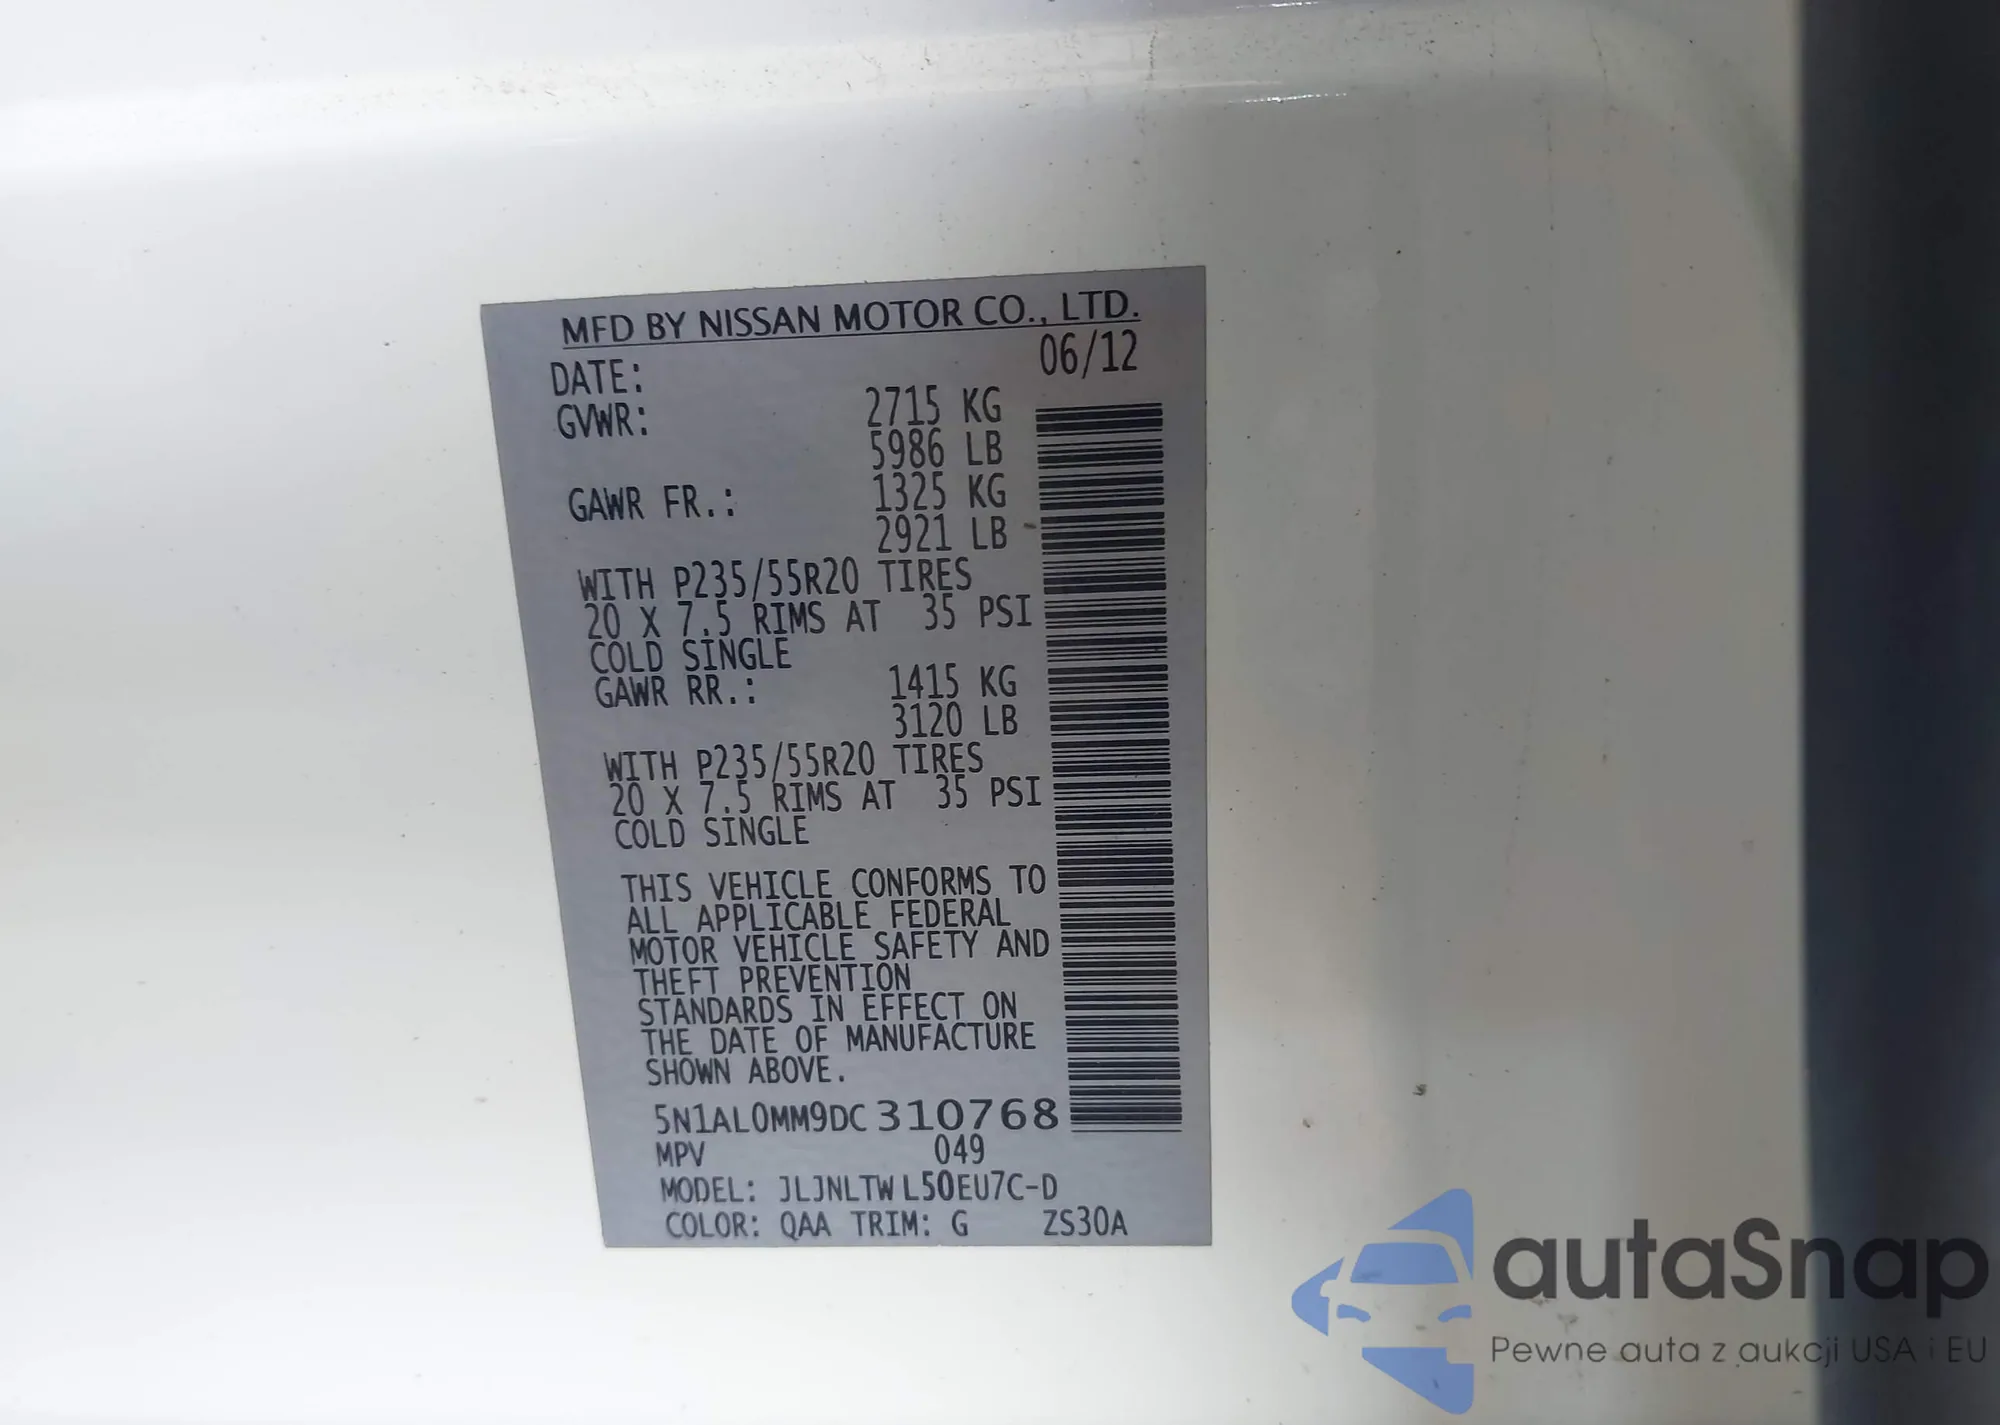 MFD BY NISSAN MOTOR CO., LTD.
DATE: 06/12
GVWR: 2715 KG
5986 LB
GAWR FR.: 1325 KG
2921 LB
WITH P235/55R20 TIRES
20 X 7.5 RIMS AT 35 PSI
COLD SINGLE
GAWR RR.: 1415 KG
3120 LB
WITH P235/55R20 TIRES
20 X 7.5 RIMS AT 35 PSI
COLD SINGLE
THIS VEHICLE CONFORMS TO
ALL APPLICABLE FEDERAL
MOTOR VEHICLE SAFETY AND
THEFT PREVENTION
STANDARDS IN EFFECT ON
THE DATE OF MANUFACTURE
SHOWN ABOVE.
5N1AL0MM9DC 310768
MPV 049
MODEL: JLJNLTW L50EU7C-D
COLOR: QAA TRIM: G ZS30A
autaSnap
Pewne auta z aukcji USA i EU